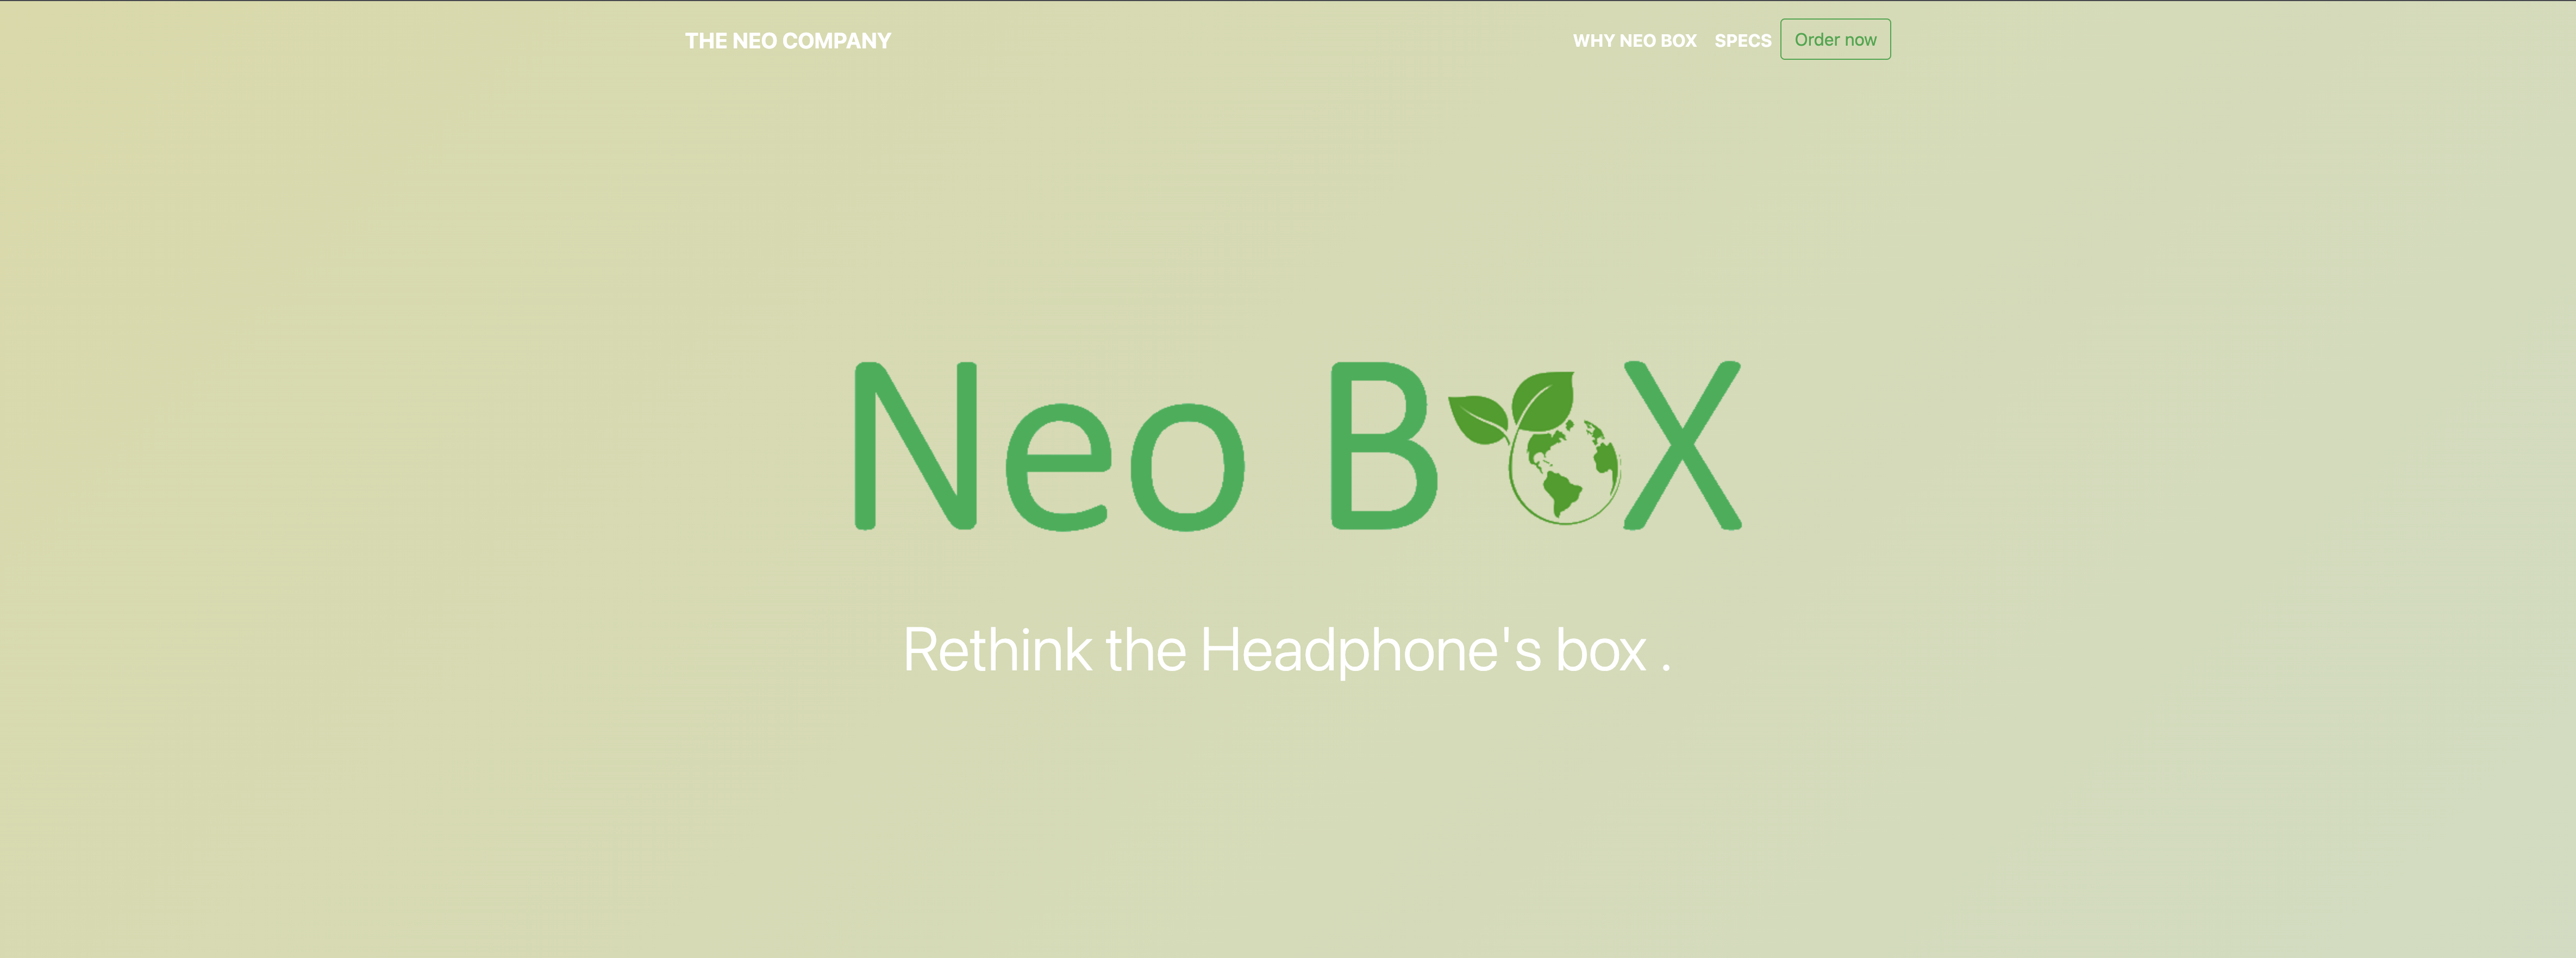 THE NEO COMPANY
WHY NEO BOX SPECS Order now
Neo BoX
Rethink the Headphone's box .